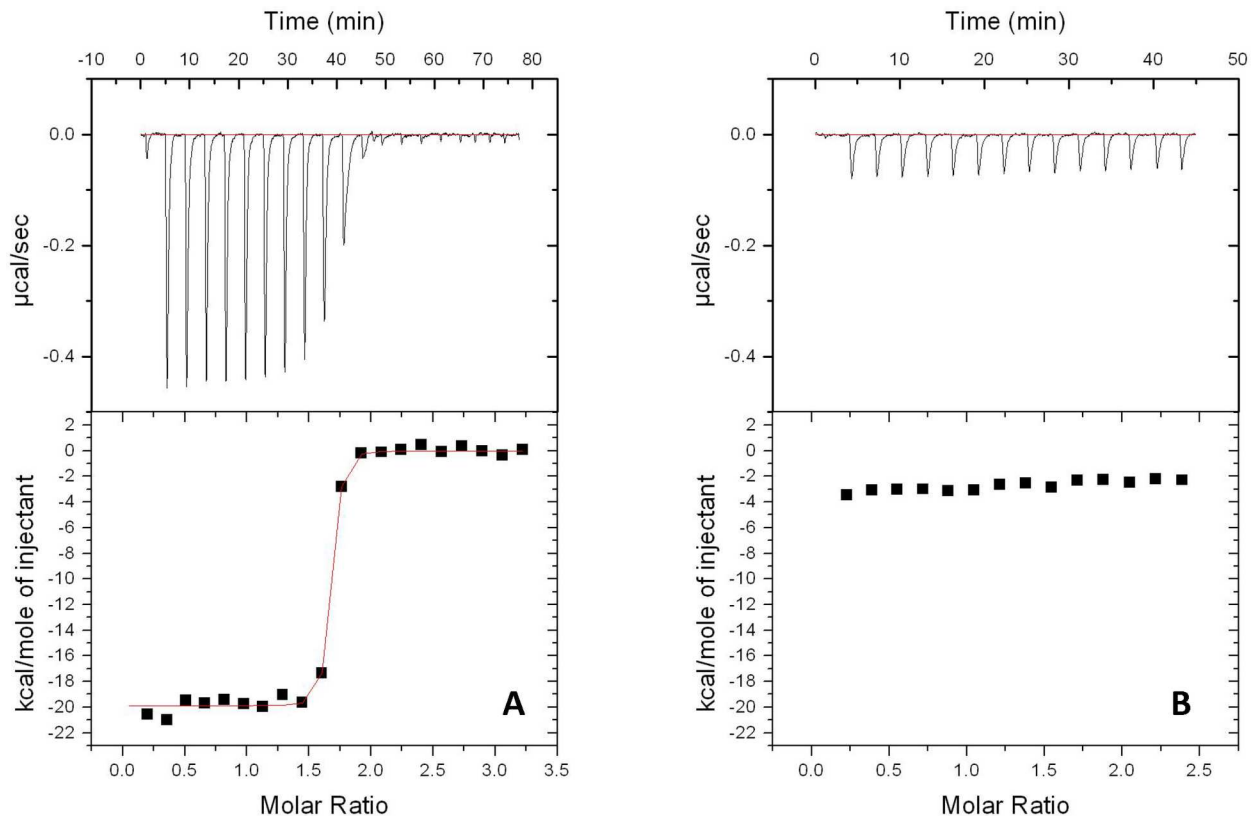 Time (min)
-10 0 10 20 30 40 50 60 70 80
0.0
-0.2
-0.4
µcal/sec
2
0
-2
-4
-6
-8
-10
-12
-14
-16
-18
-20
-22
kcal/mole of injectant
A
0.0 0.5 1.0 1.5 2.0 2.5 3.0 3.5
Molar Ratio
Time (min)
0 10 20 30 40 50
0.0
-0.2
-0.4
µcal/sec
2
0
-2
-4
-6
-8
-10
-12
-14
-16
-18
-20
-22
kcal/mole of injectant
B
0.0 0.5 1.0 1.5 2.0 2.5
Molar Ratio